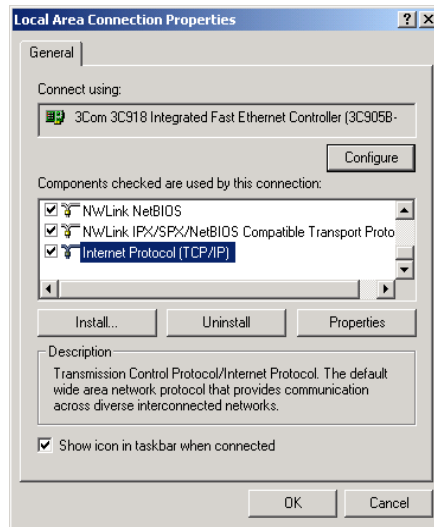 Local Area Connection Properties
General
Connect using:
3Com 3C918 Integrated Fast Ethernet Controller (3C905B-
Configure
Components checked are used by this connection:
NWLink NetBIOS
NWLink IPX/SPX/NetBIOS Compatible Transport Proto
Internet Protocol (TCP/IP)
Install... Uninstall Properties
Description
Transmission Control Protocol/Internet Protocol. The default
wide area network protocol that provides communication
across diverse interconnected networks.
Show icon in taskbar when connected
OK Cancel